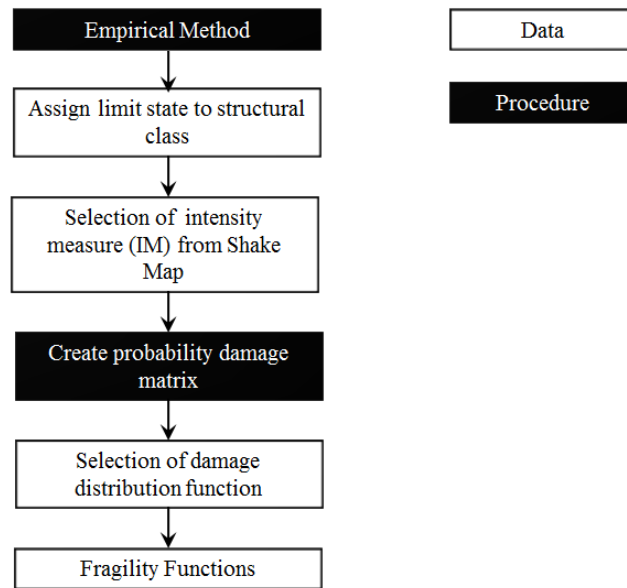 Empirical Method
Assign limit state to structural
class
Selection of intensity
measure (IM) from Shake
Map
Create probability damage
matrix
Selection of damage
distribution function
Fragility Functions
Data
Procedure